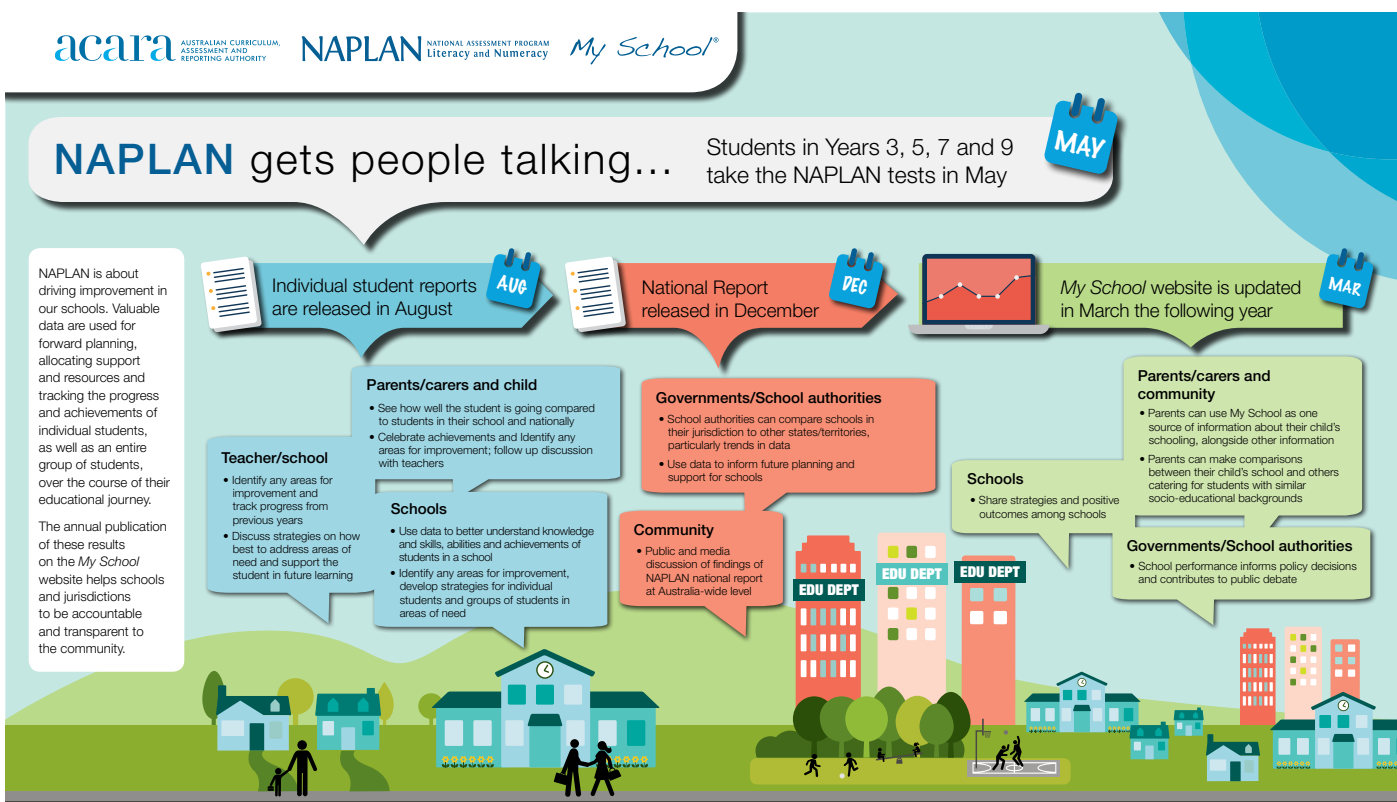 acara
AUSTRALIAN CURRICULUM,
ASSESSMENT AND
REPORTING AUTHORITY
NAPLAN
NATIONAL ASSESSMENT PROGRAM
Literacy and Numeracy
My School®
NAPLAN gets people talking...
Students in Years 3, 5, 7 and 9
take the NAPLAN tests in May
MAY
NAPLAN is about
driving improvement in
our schools. Valuable
data are used for
forward planning,
allocating support
and resources and
tracking the progress
and achievements of
individual students,
as well as an entire
group of students,
over the course of their
educational journey.
The annual publication
of these results
on the My School
website helps schools
and jurisdictions
to be accountable
and transparent to
the community.
Individual student reports
are released in August
AUG
Parents/carers and child
• See how well the student is going compared
to students in their school and nationally
• Celebrate achievements and Identify any
areas for improvement; follow up discussion
with teachers
Teacher/school
• Identify any areas for
improvement and
track progress from
previous years
• Discuss strategies on how
best to address areas of
need and support the
student in future learning
Schools
• Use data to better understand knowledge
and skills, abilities and achievements of
students in a school
• Identify any areas for improvement,
develop strategies for individual
students and groups of students in
areas of need
National Report
released in December
DEC
Governments/School authorities
• School authorities can compare schools in
their jurisdiction to other states/territories,
particularly trends in data
• Use data to inform future planning and
support for schools
Community
• Public and media
discussion of findings of
NAPLAN national report
at Australia-wide level
EDU DEPT
EDU DEPT
EDU DEPT
My School website is updated
in March the following year
MAR
Parents/carers and
community
• Parents can use My School as one
source of information about their child's
schooling, alongside other information
• Parents can make comparisons
between their child's school and others
catering for students with similar
socio-educational backgrounds
Schools
• Share strategies and positive
outcomes among schools
Governments/School authorities
• School performance informs policy decisions
and contributes to public debate